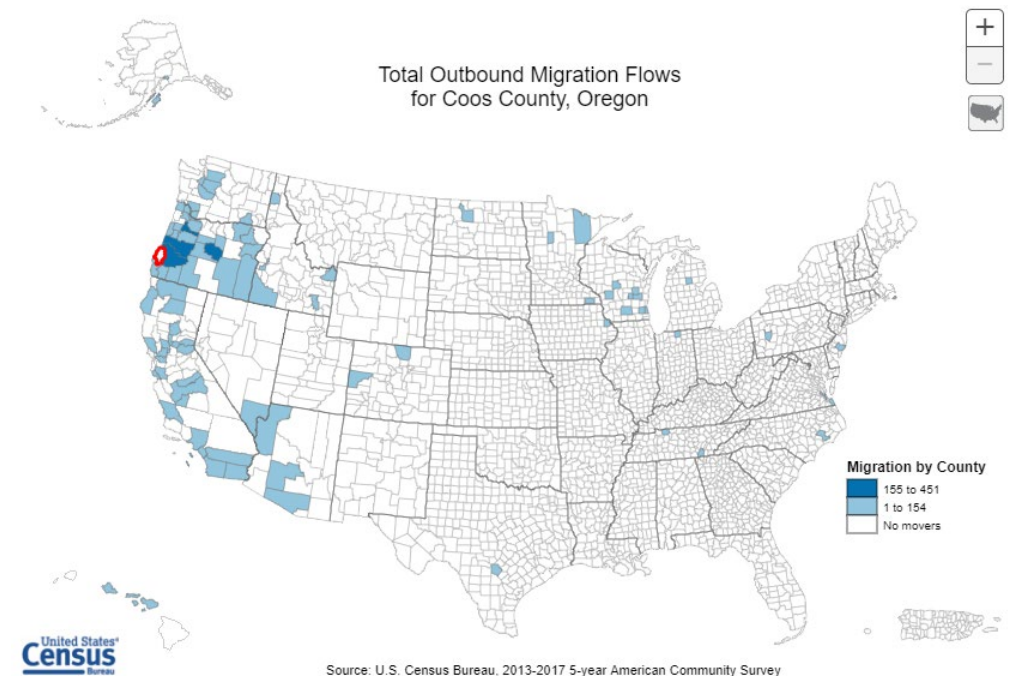 +
−
Total Outbound Migration Flows
for Coos County, Oregon
Migration by County
155 to 451
1 to 154
No movers
United States®
Census
Bureau
Source: U.S. Census Bureau, 2013-2017 5-year American Community Survey